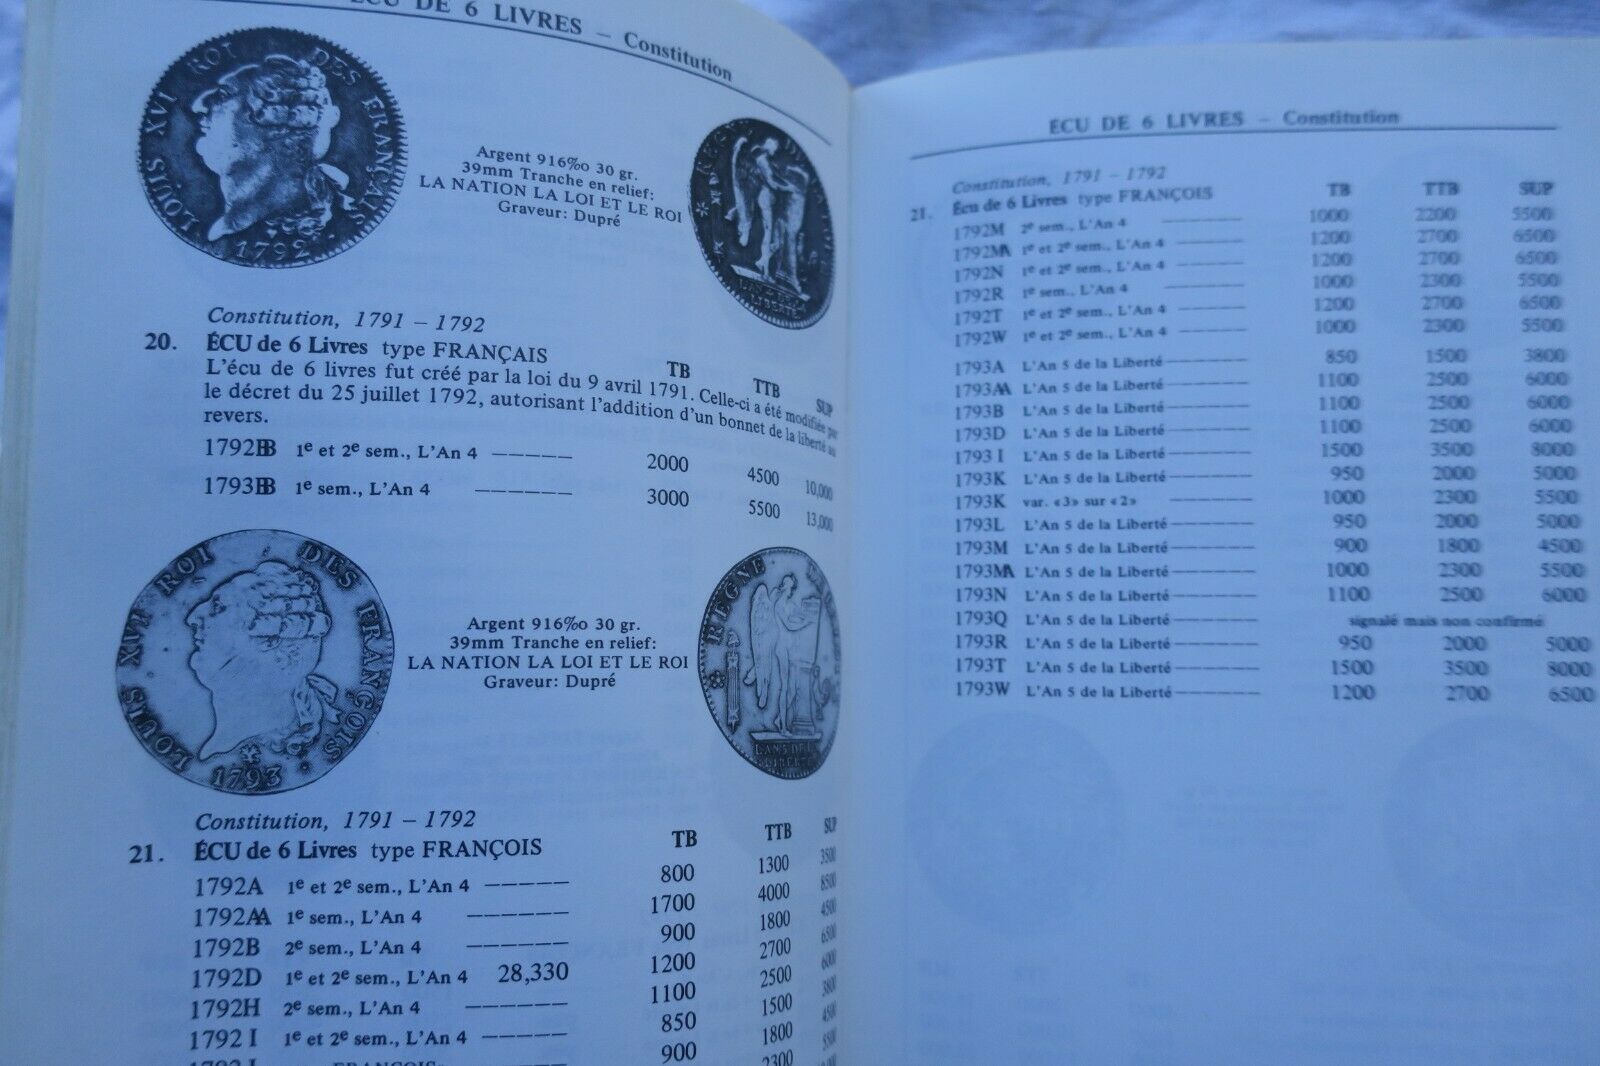 ÉCU DE 6 LIVRES – Constitution
LOUIS XVI ROI DES FRANÇAIS
1792
Argent 916‰ 30 gr.
39mm Tranche en relief:
LA NATION LA LOI ET LE ROI
Graveur: Dupré
Constitution, 1791 – 1792
20. ÉCU de 6 Livres type FRANÇAIS TB TTB SUP
L'écu de 6 livres fut créé par la loi du 9 avril 1791. Celle-ci a été modifiée par
le décret du 25 juillet 1792, autorisant l'addition d'un bonnet de la liberté au
revers.
1792BB 1e et 2e sem., L'An 4 —————— 2000 4500 10,000
1793BB 1e sem., L'An 4 —————— 3000 5500 13,000
LOUIS XVI ROI DES FRANÇOIS
1793
REGNE
L'AN 5 DE LA
LIBERTÉ
Argent 916‰ 30 gr.
39mm Tranche en relief:
LA NATION LA LOI ET LE ROI
Graveur: Dupré
Constitution, 1791 – 1792
21. ÉCU de 6 Livres type FRANÇOIS TB TTB SUP
1792A 1e et 2e sem., L'An 4 —————— 800 1300 3500
1792AA 1e sem., L'An 4 —————— 1700 4000 8500
1792B 2e sem., L'An 4 —————— 900 1800 4500
1792D 1e et 2e sem., L'An 4 28,330 1200 2700 6500
1792H 2e sem., L'An 4 —————— 1100 2500 6000
1792 I 1e et 2e sem., L'An 4 —————— 850 1500 3800
900 1800 4500
2300 5500
ÉCU DE 6 LIVRES – Constitution
Constitution, 1791 – 1792
21. Écu de 6 Livres type FRANÇOIS TB TTB SUP
1792M 2e sem., L'An 4 —————— 1000 2200 5500
1792MA 1e et 2e sem., L'An 4 —————— 1200 2700 6500
1792N 1e et 2e sem., L'An 4 —————— 1200 2700 6500
1792R 1e sem., L'An 4 —————— 1000 2300 5500
1792T 1e et 2e sem., L'An 4 —————— 1200 2700 6500
1792W 1e et 2e sem., L'An 4 —————— 1000 2300 5500
1793A L'An 5 de la Liberté —————— 850 1500 3800
1793AA L'An 5 de la Liberté —————— 1100 2500 6000
1793B L'An 5 de la Liberté —————— 1100 2500 6000
1793D L'An 5 de la Liberté —————— 1100 2500 6000
1793 I L'An 5 de la Liberté —————— 1500 3500 8000
1793K L'An 5 de la Liberté —————— 950 2000 5000
1793K var. «3» sur «2» —————— 1000 2300 5500
1793L L'An 5 de la Liberté —————— 950 2000 5000
1793M L'An 5 de la Liberté —————— 900 1800 4500
1793MA L'An 5 de la Liberté —————— 1000 2300 5500
1793N L'An 5 de la Liberté —————— 1100 2500 6000
1793Q L'An 5 de la Liberté —————— signalé mais non confirmé
1793R L'An 5 de la Liberté —————— 950 2000 5000
1793T L'An 5 de la Liberté —————— 1500 3500 8000
1793W L'An 5 de la Liberté —————— 1200 2700 6500